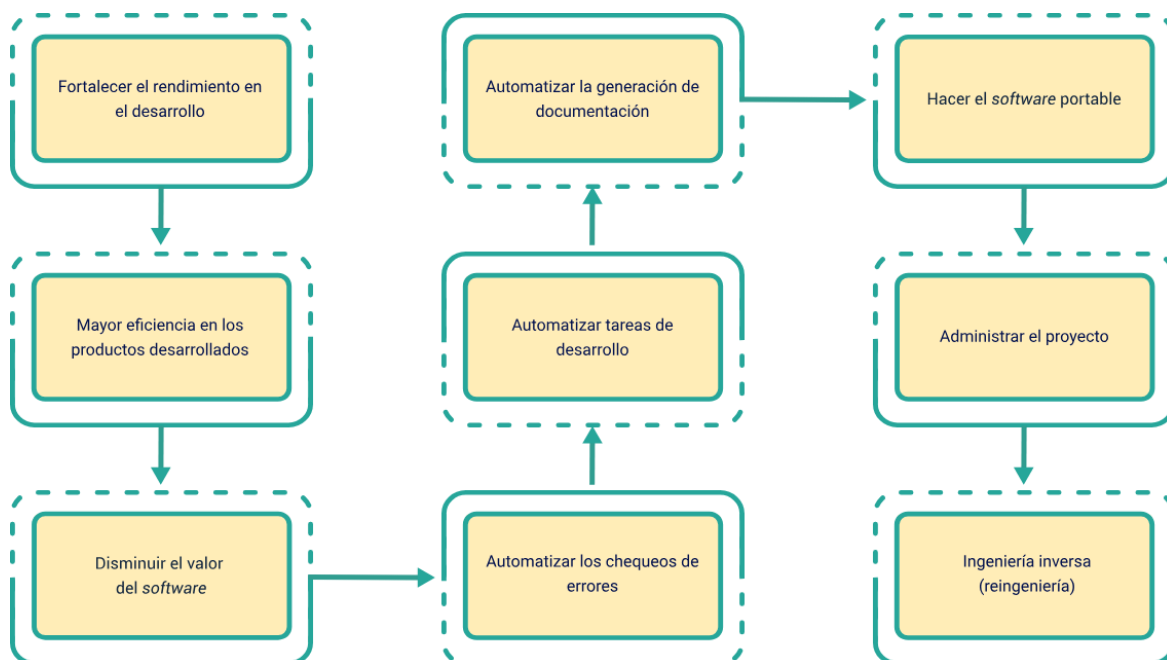 Fortalecer el rendimiento en
el desarrollo
Mayor eficiencia en los
productos desarrollados
Disminuir el valor
del software
Automatizar los chequeos de
errores
Automatizar tareas de
desarrollo
Automatizar la generación de
documentación
Hacer el software portable
Administrar el proyecto
Ingeniería inversa
(reingeniería)